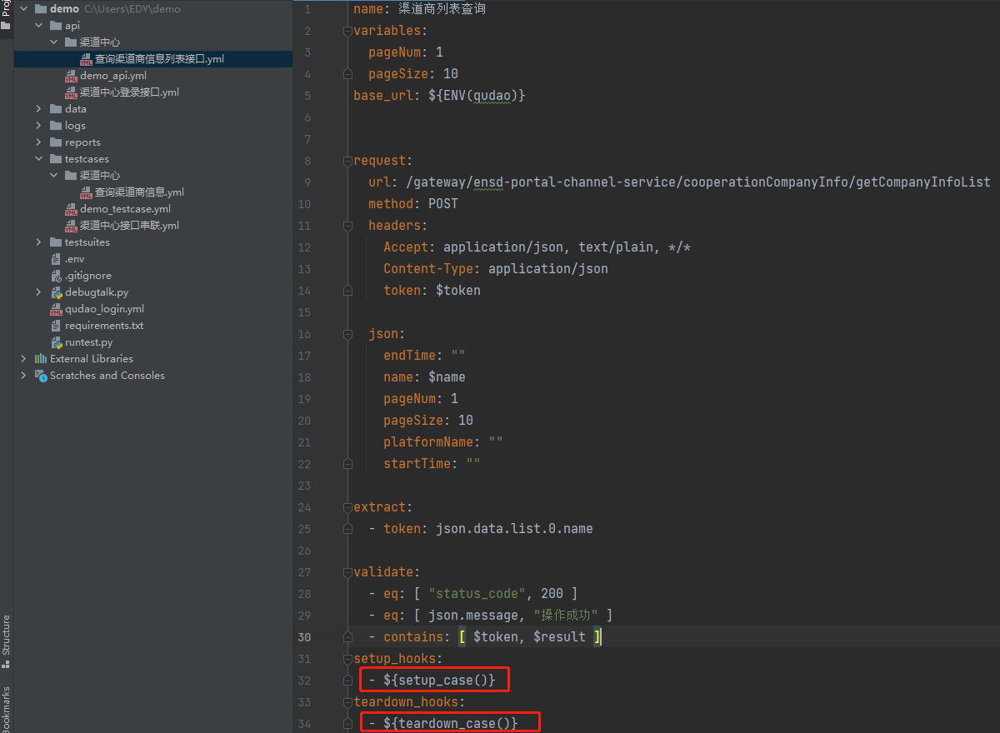 Proj
demo C:\Users\EDY\demo
api
渠道中心
查询渠道商信息列表接口.yml
demo_api.yml
渠道中心登录接口.yml
data
logs
reports
testcases
渠道中心
查询渠道商信息.yml
demo_testcase.yml
渠道中心接口串联.yml
testsuites
.env
.gitignore
debugtalk.py
qudao_login.yml
requirements.txt
runtest.py
External Libraries
Scratches and Consoles
Structure
Bookmarks
1 name: 渠道商列表查询
2 variables:
3 pageNum: 1
4 pageSize: 10
5 base_url: ${ENV(qudao)}
6
7
8 request:
9 url: /gateway/ensd-portal-channel-service/cooperationCompanyInfo/getCompanyInfoList
10 method: POST
11 headers:
12 Accept: application/json, text/plain, */*
13 Content-Type: application/json
14 token: $token
15
16 json:
17 endTime: ""
18 name: $name
19 pageNum: 1
20 pageSize: 10
21 platformName: ""
22 startTime: ""
23
24 extract:
25 - token: json.data.list.0.name
26
27 validate:
28 - eq: [ "status_code", 200 ]
29 - eq: [ json.message, "操作成功" ]
30 - contains: [ $token, $result ]
31 setup_hooks:
32 - ${setup_case()}
33 teardown_hooks:
34 - ${teardown_case()}